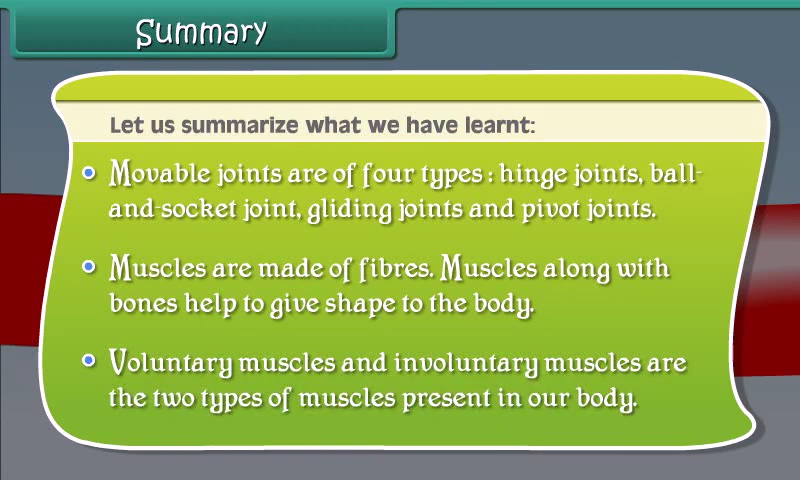 Summary
Let us summarize what we have learnt:
Movable joints are of four types : hinge joints, ball-
and-socket joint, gliding joints and pivot joints.
Muscles are made of fibres. Muscles along with
bones help to give shape to the body.
Voluntary muscles and involuntary muscles are
the two types of muscles present in our body.